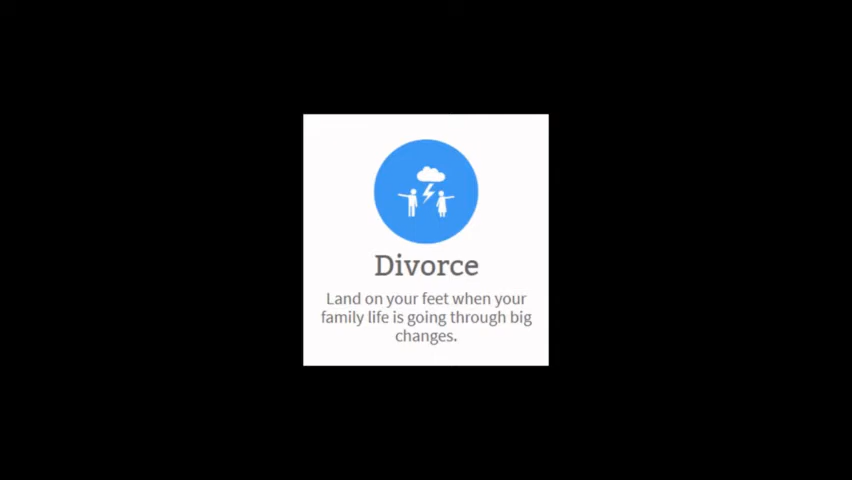 Divorce
Land on your feet when your
family life is going through big
changes.